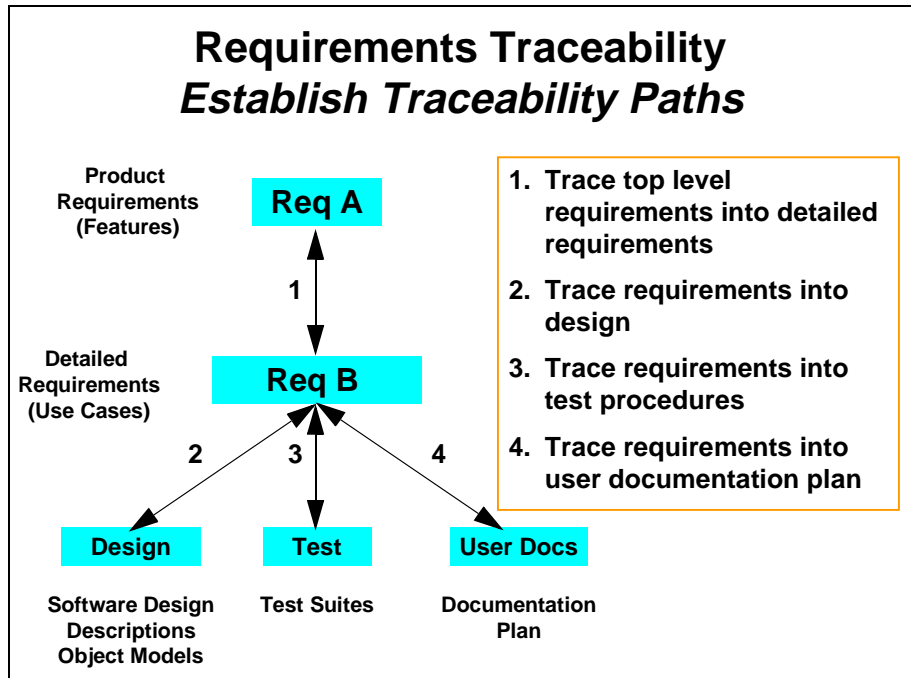 Requirements Traceability
Establish Traceability Paths
Product
Requirements
(Features)
Req A
1
Detailed
Requirements
(Use Cases)
Req B
2
3
4
Design
Test
User Docs
Software Design
Descriptions
Object Models
Test Suites
Documentation
Plan
1. Trace top level
requirements into detailed
requirements
2. Trace requirements into
design
3. Trace requirements into
test procedures
4. Trace requirements into
user documentation plan